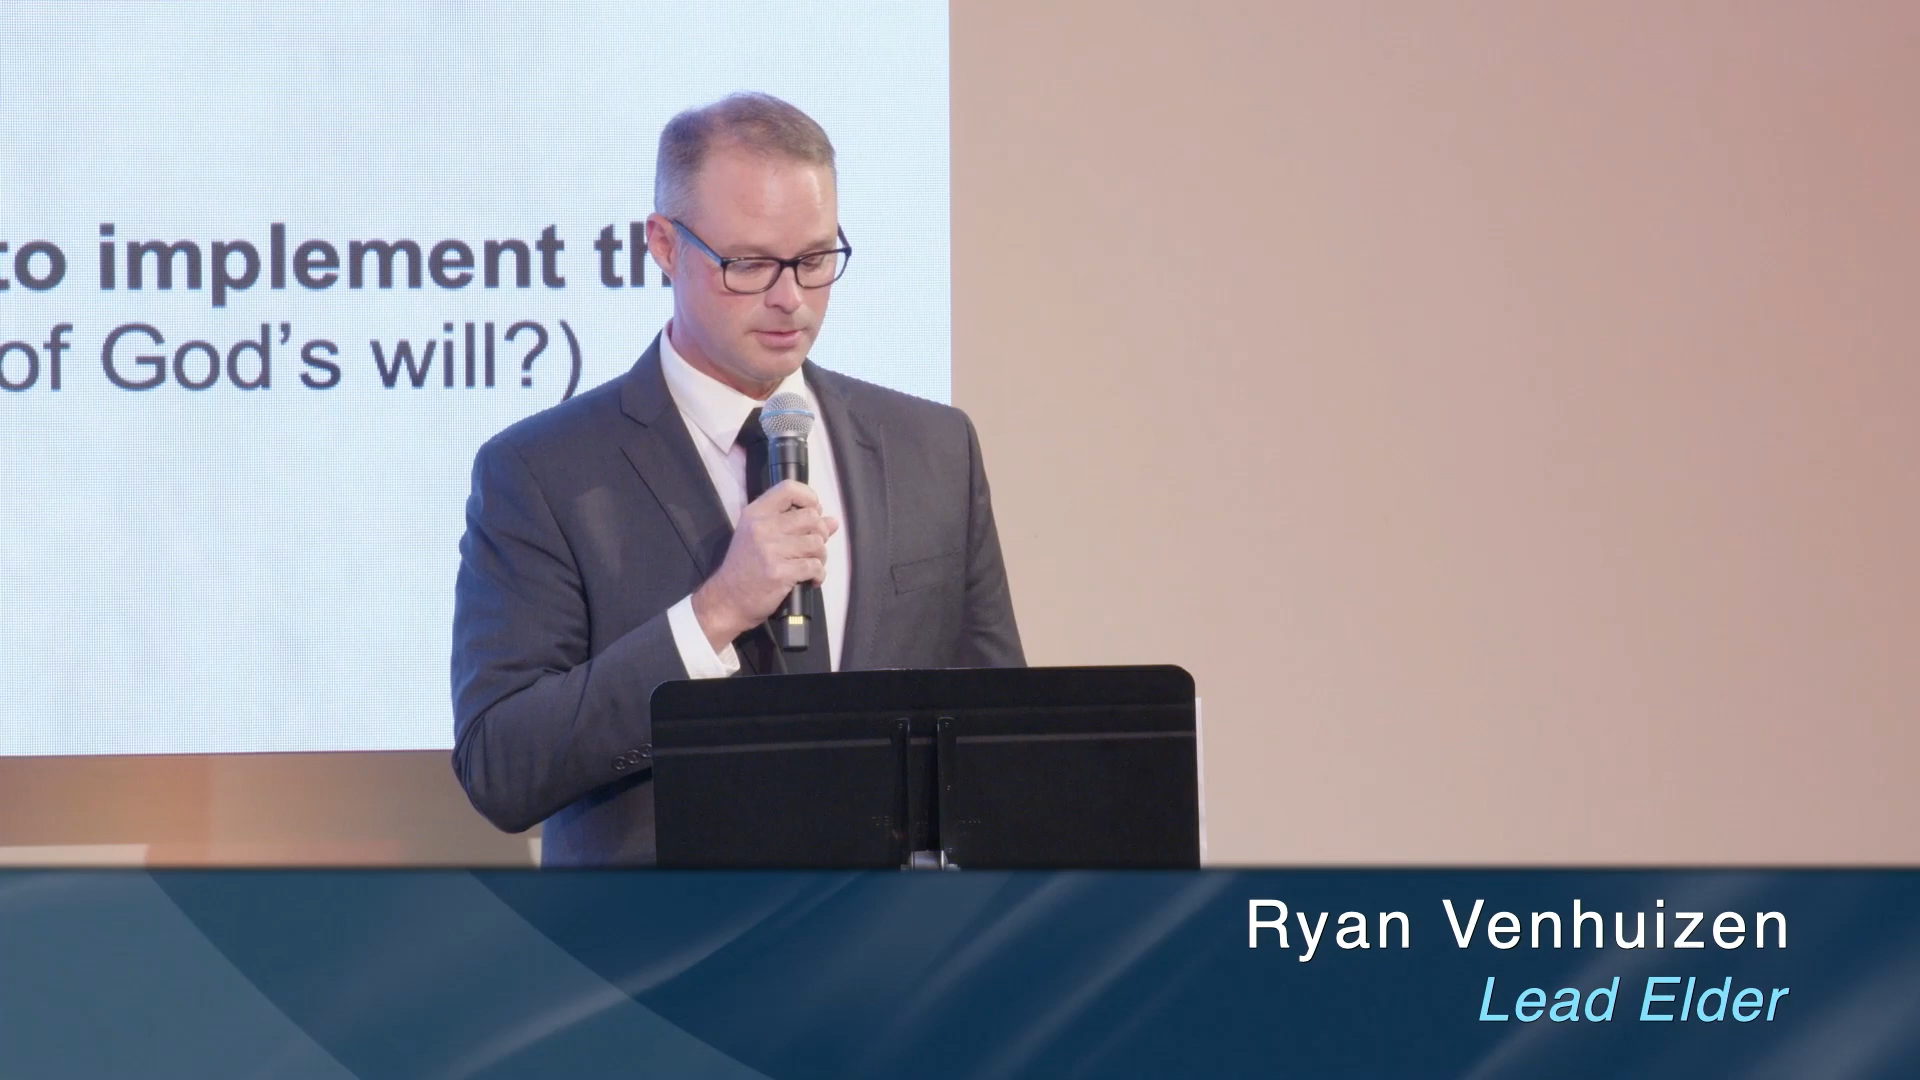 to implement th
of God's will?)
Ryan Venhuizen
Lead Elder